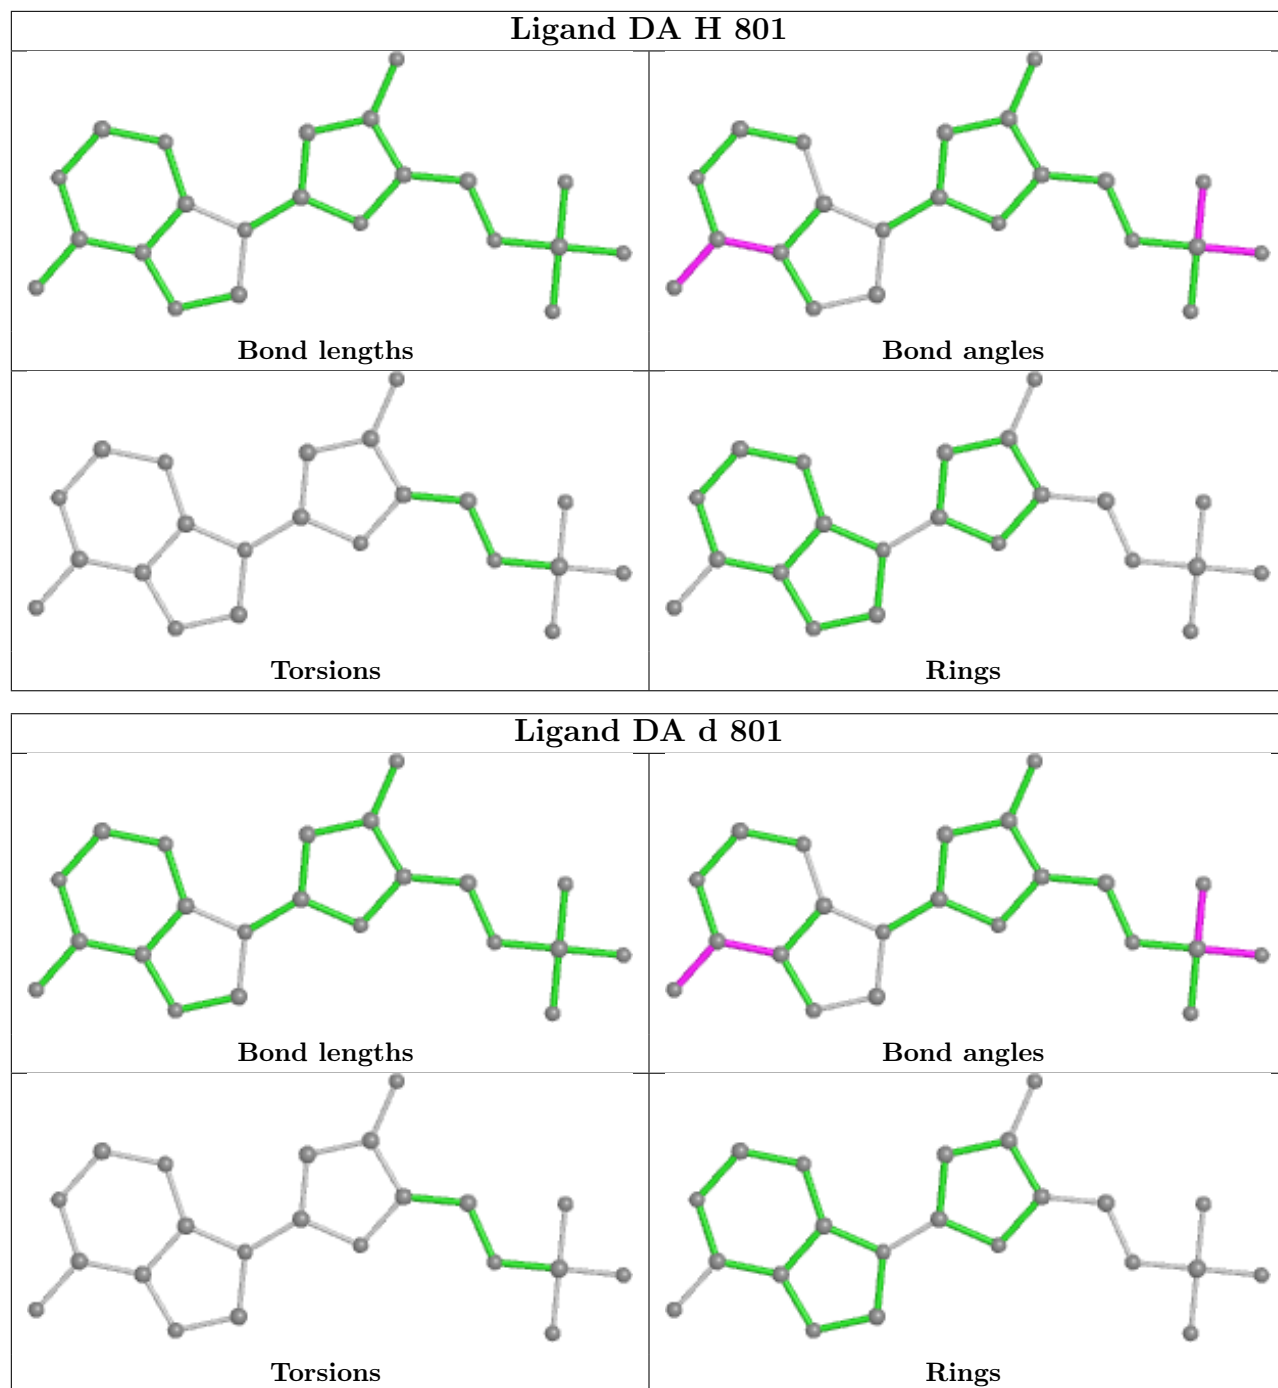 Ligand DA H 801
Bond lengths
Bond angles
Torsions
Rings
Ligand DA d 801
Bond lengths
Bond angles
Torsions
Rings